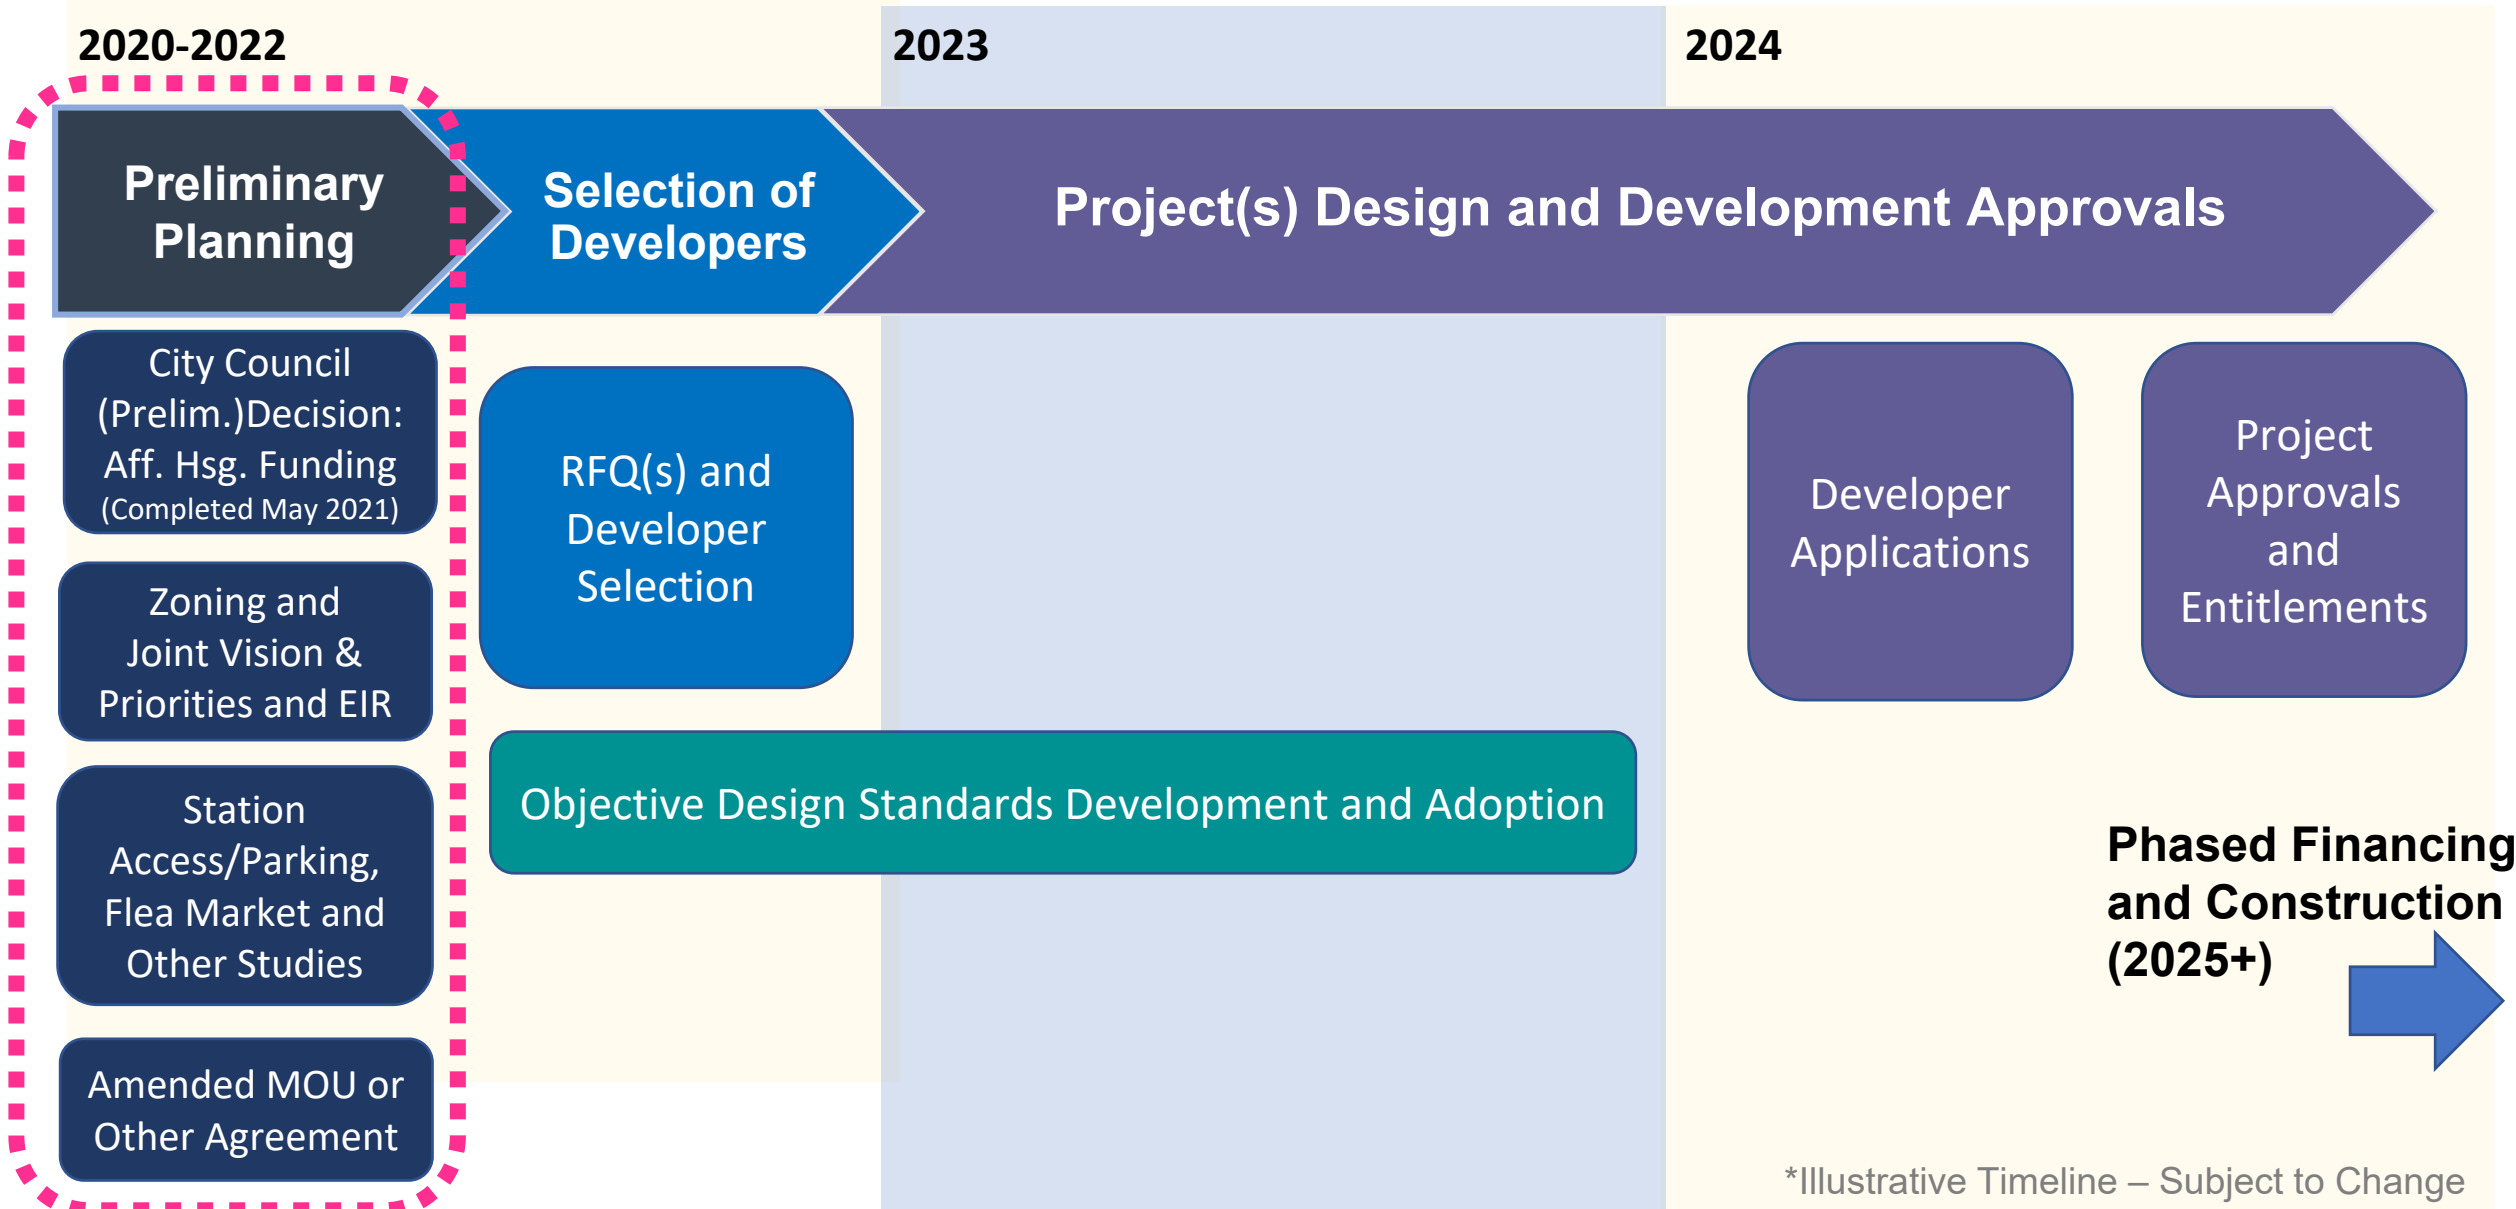 2020-2022
2023
2024
Preliminary
Planning
Selection of
Developers
Project(s) Design and Development Approvals
City Council
(Prelim.)Decision:
Aff. Hsg. Funding
(Completed May 2021)
Zoning and
Joint Vision &
Priorities and EIR
Station
Access/Parking,
Flea Market and
Other Studies
Amended MOU or
Other Agreement
RFQ(s) and
Developer
Selection
Objective Design Standards Development and Adoption
Developer
Applications
Project
Approvals
and
Entitlements
Phased Financing
and Construction
(2025+)
*Illustrative Timeline – Subject to Change